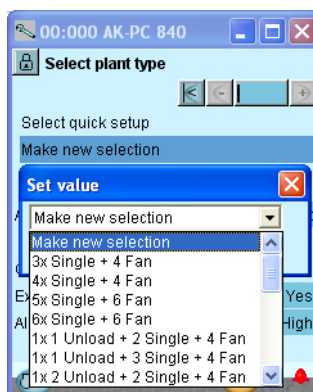 00:000 AK-PC 840
Select plant type
Select quick setup
Make new selection
Set value
Make new selection
Make new selection
3x Single + 4 Fan
4x Single + 4 Fan
5x Single + 6 Fan
6x Single + 6 Fan
1x 1 Unload + 2 Single + 4 Fan
1x 1 Unload + 3 Single + 4 Fan
1x 2 Unload + 2 Single + 4 Fan
Yes
High